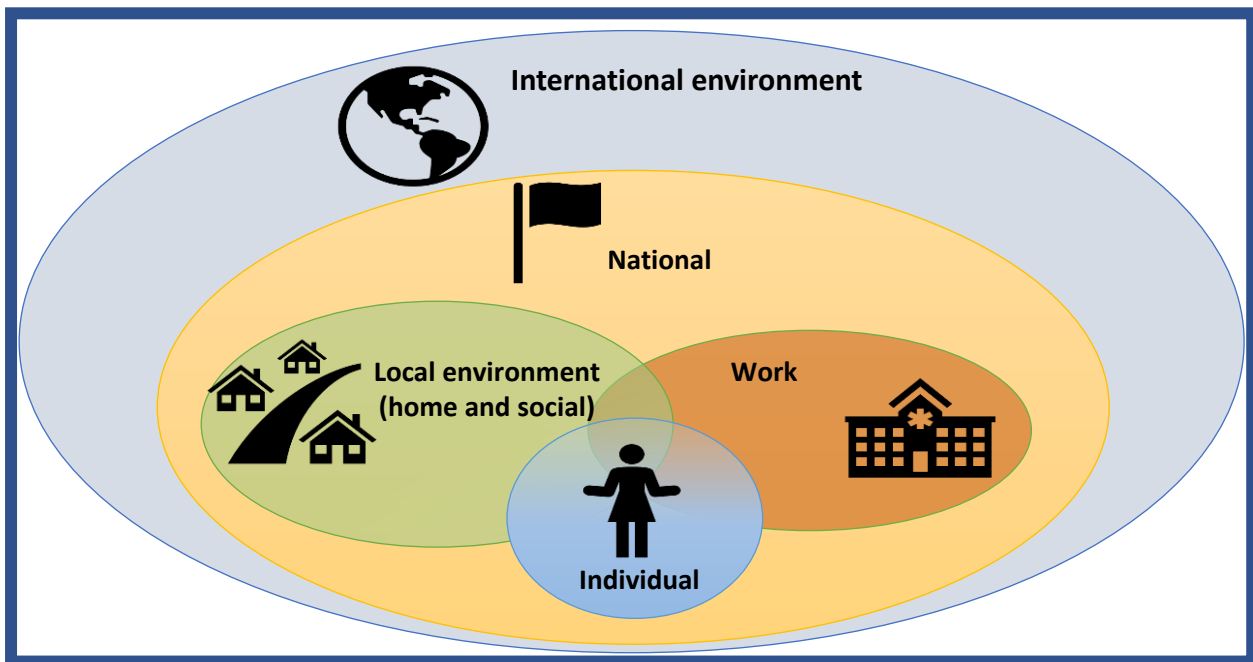 International environment
National
Local environment
(home and social)
Work
Individual